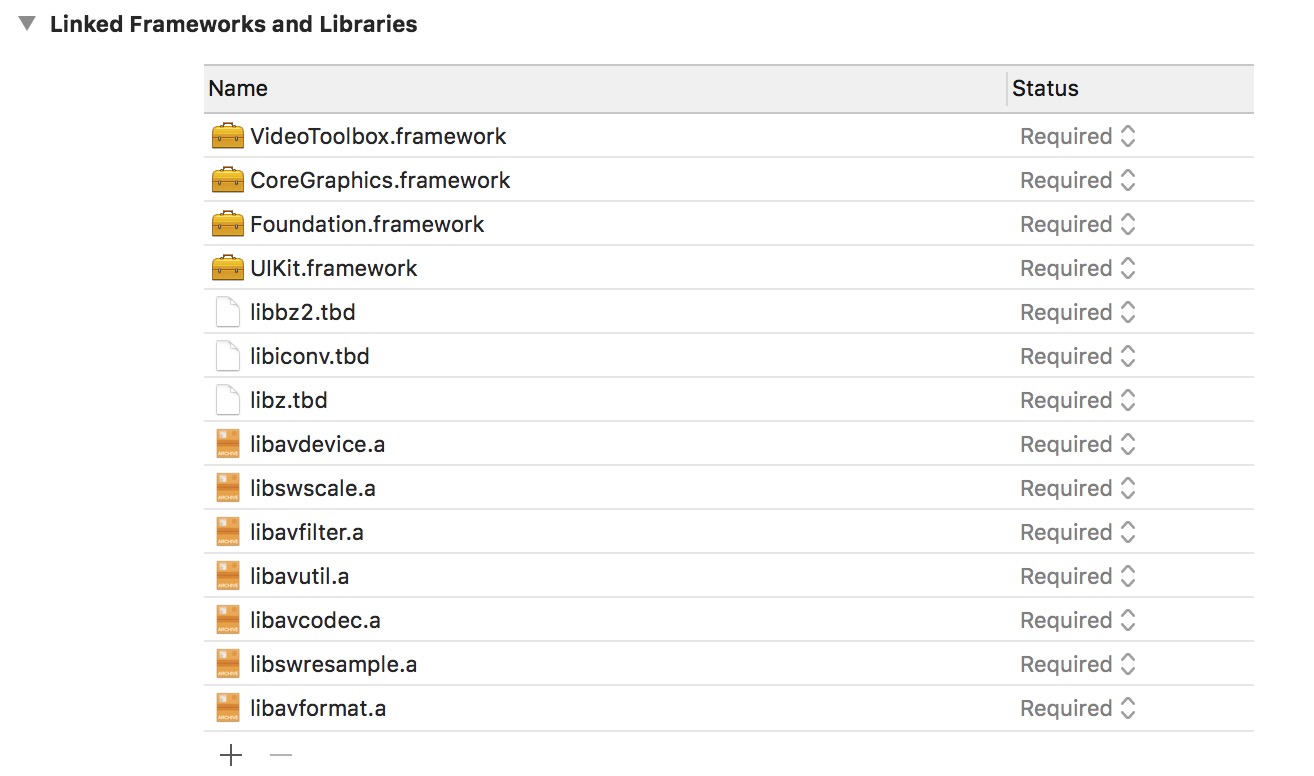 Linked Frameworks and Libraries
Name Status
VideoToolbox.framework Required
CoreGraphics.framework Required
Foundation.framework Required
UIKit.framework Required
libbz2.tbd Required
libiconv.tbd Required
libz.tbd Required
libavdevice.a Required
libswscale.a Required
libavfilter.a Required
libavutil.a Required
libavcodec.a Required
libswresample.a Required
libavformat.a Required